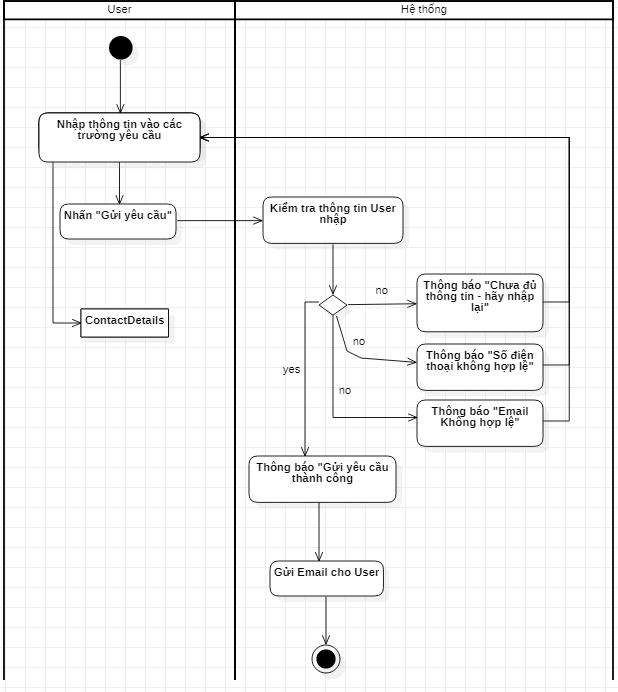 User
Hệ thống
Nhập thông tin vào các
trường yêu cầu
Nhấn "Gửi yêu cầu"
Kiểm tra thông tin User
nhập
ContactDetails
no
Thông báo "Chưa đủ
thông tin - hãy nhập
lại"
no
Thông báo "Số điện
thoại không hợp lệ"
yes
no
Thông báo "Email
Không hợp lệ"
Thông báo "Gửi yêu cầu
thành công
Gửi Email cho User